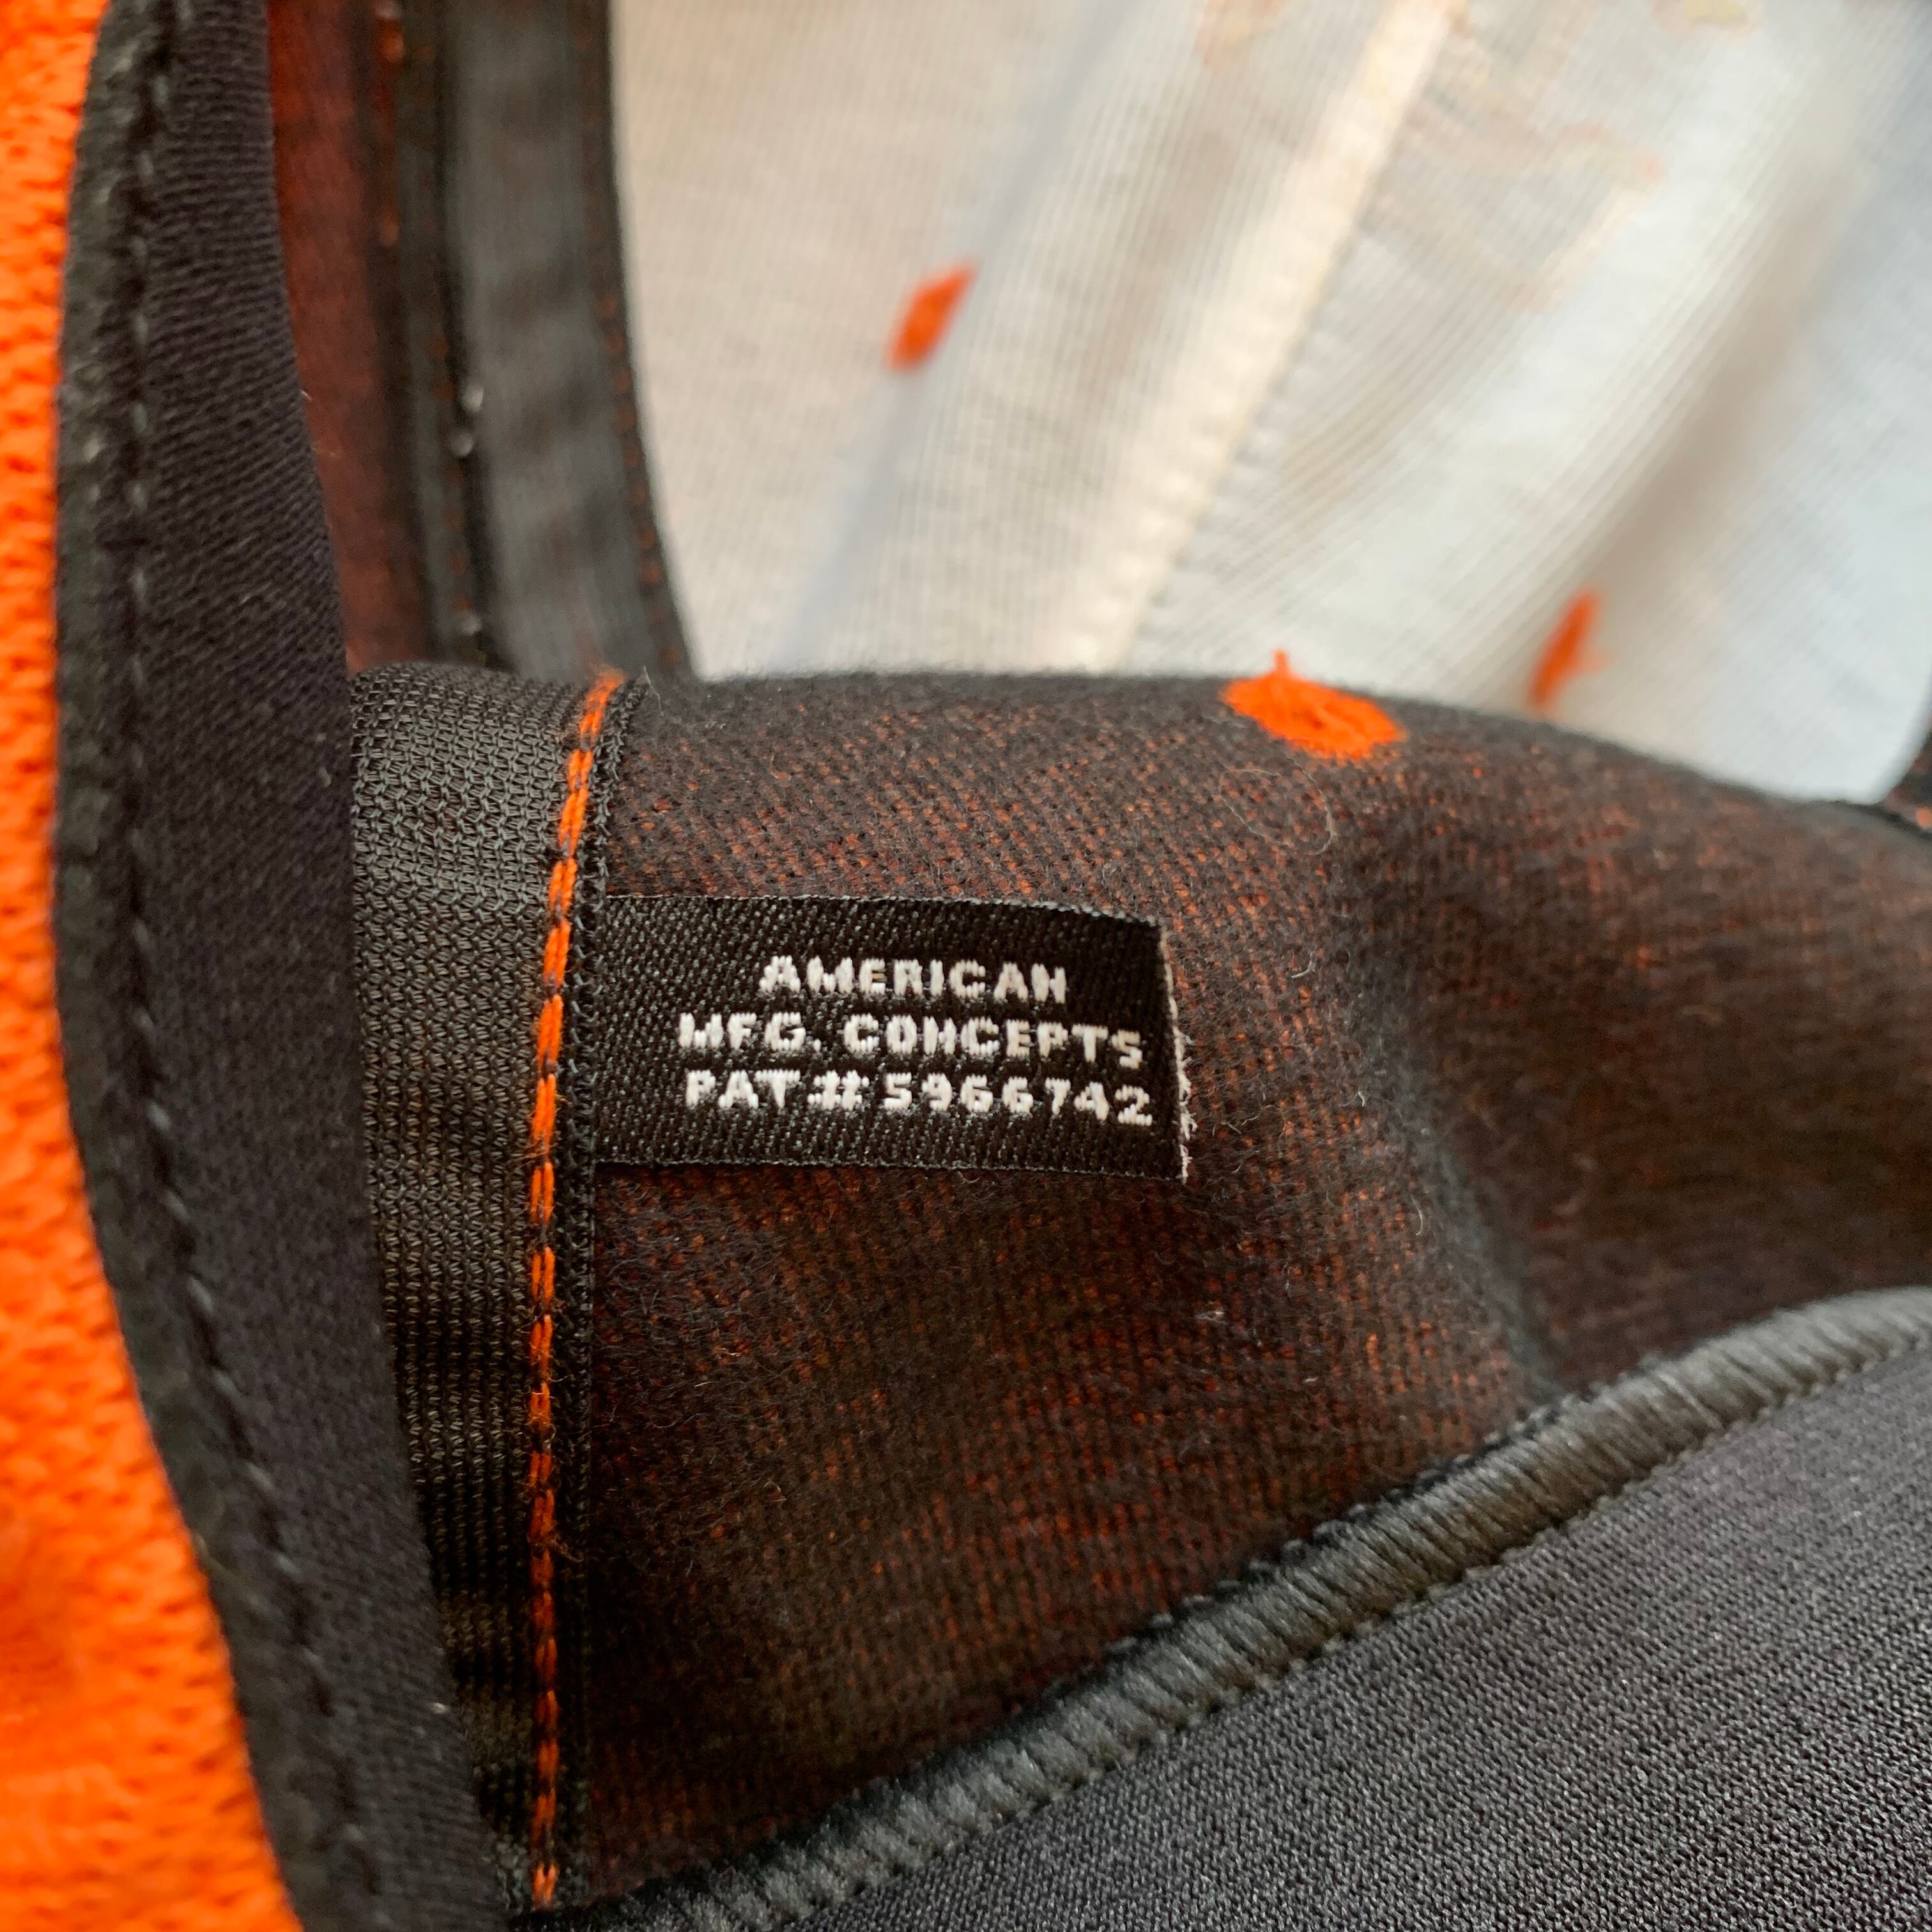 AMERICAN
MFG. CONCEPTS
PAT#5966742